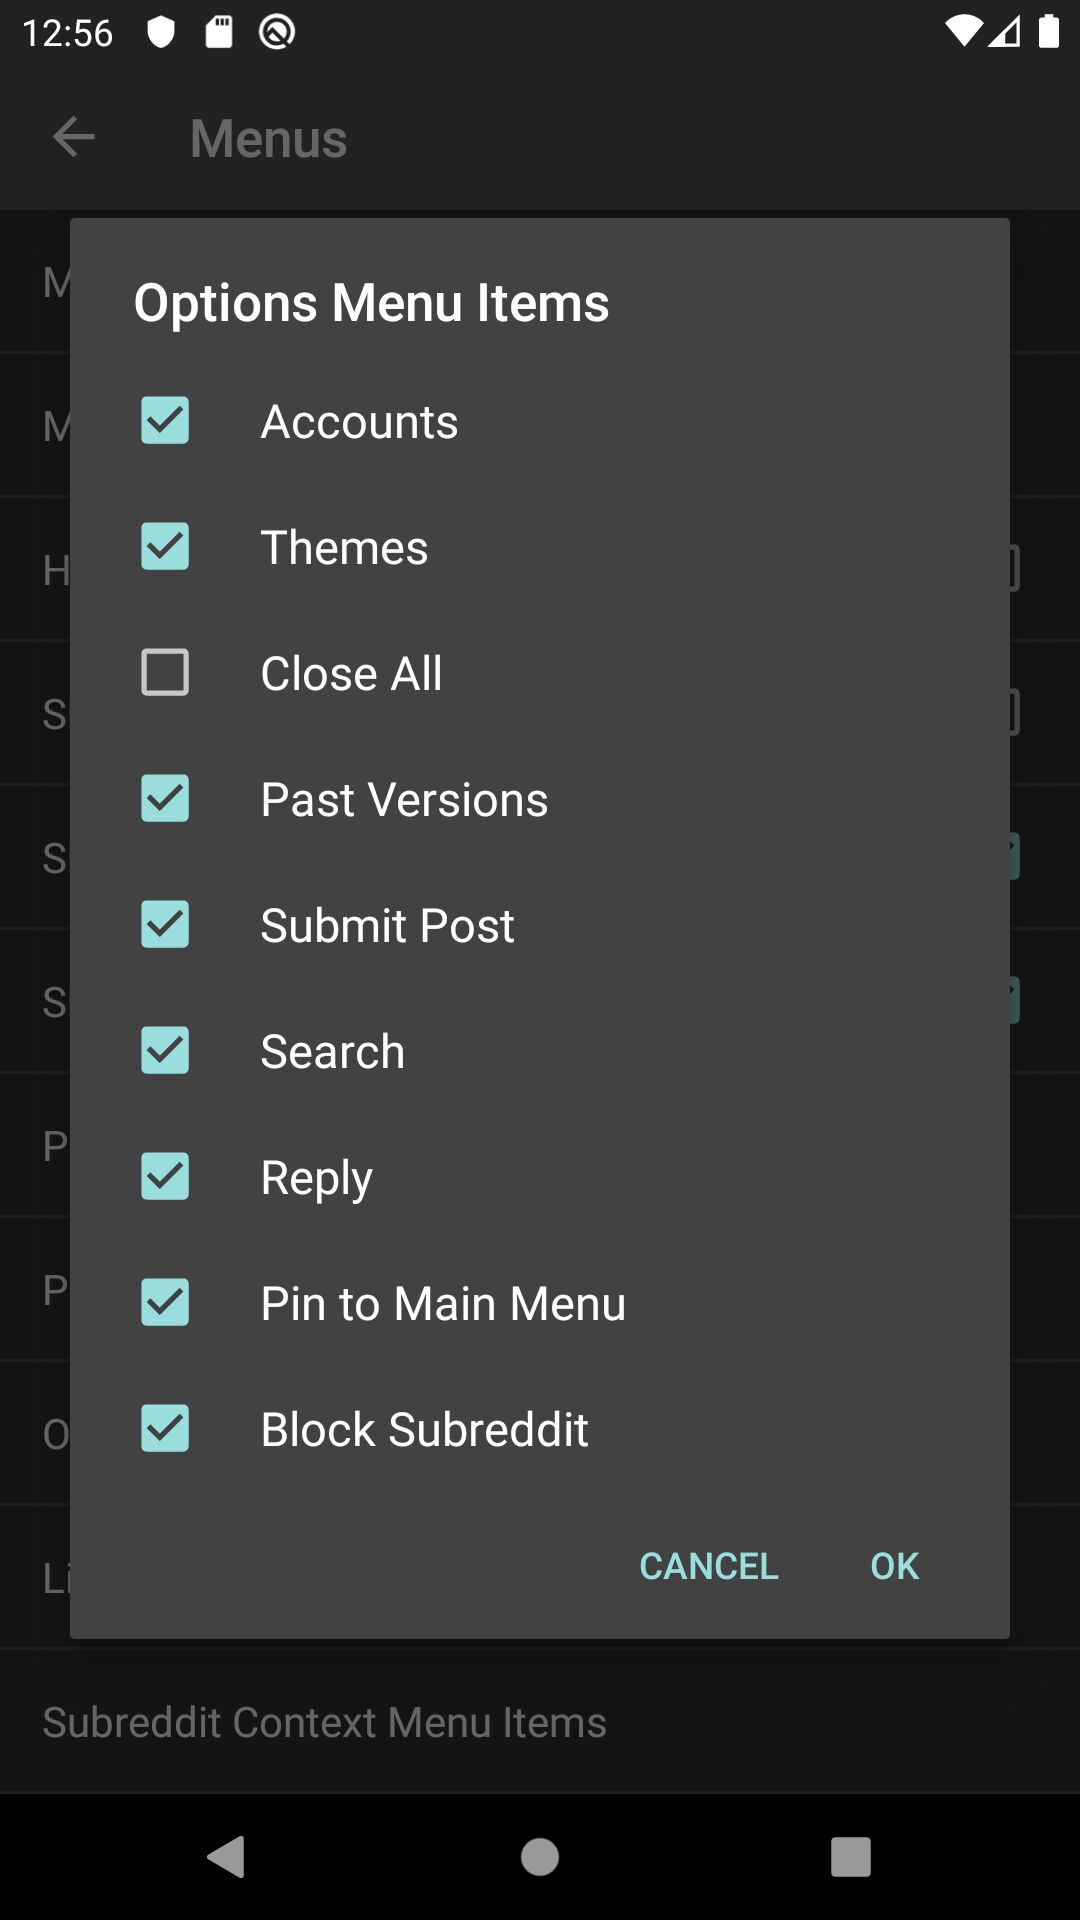 12:56
Menus
Options Menu Items
Accounts
Themes
Close All
Past Versions
Submit Post
Search
Reply
Pin to Main Menu
Block Subreddit
CANCEL
OK
Subreddit Context Menu Items